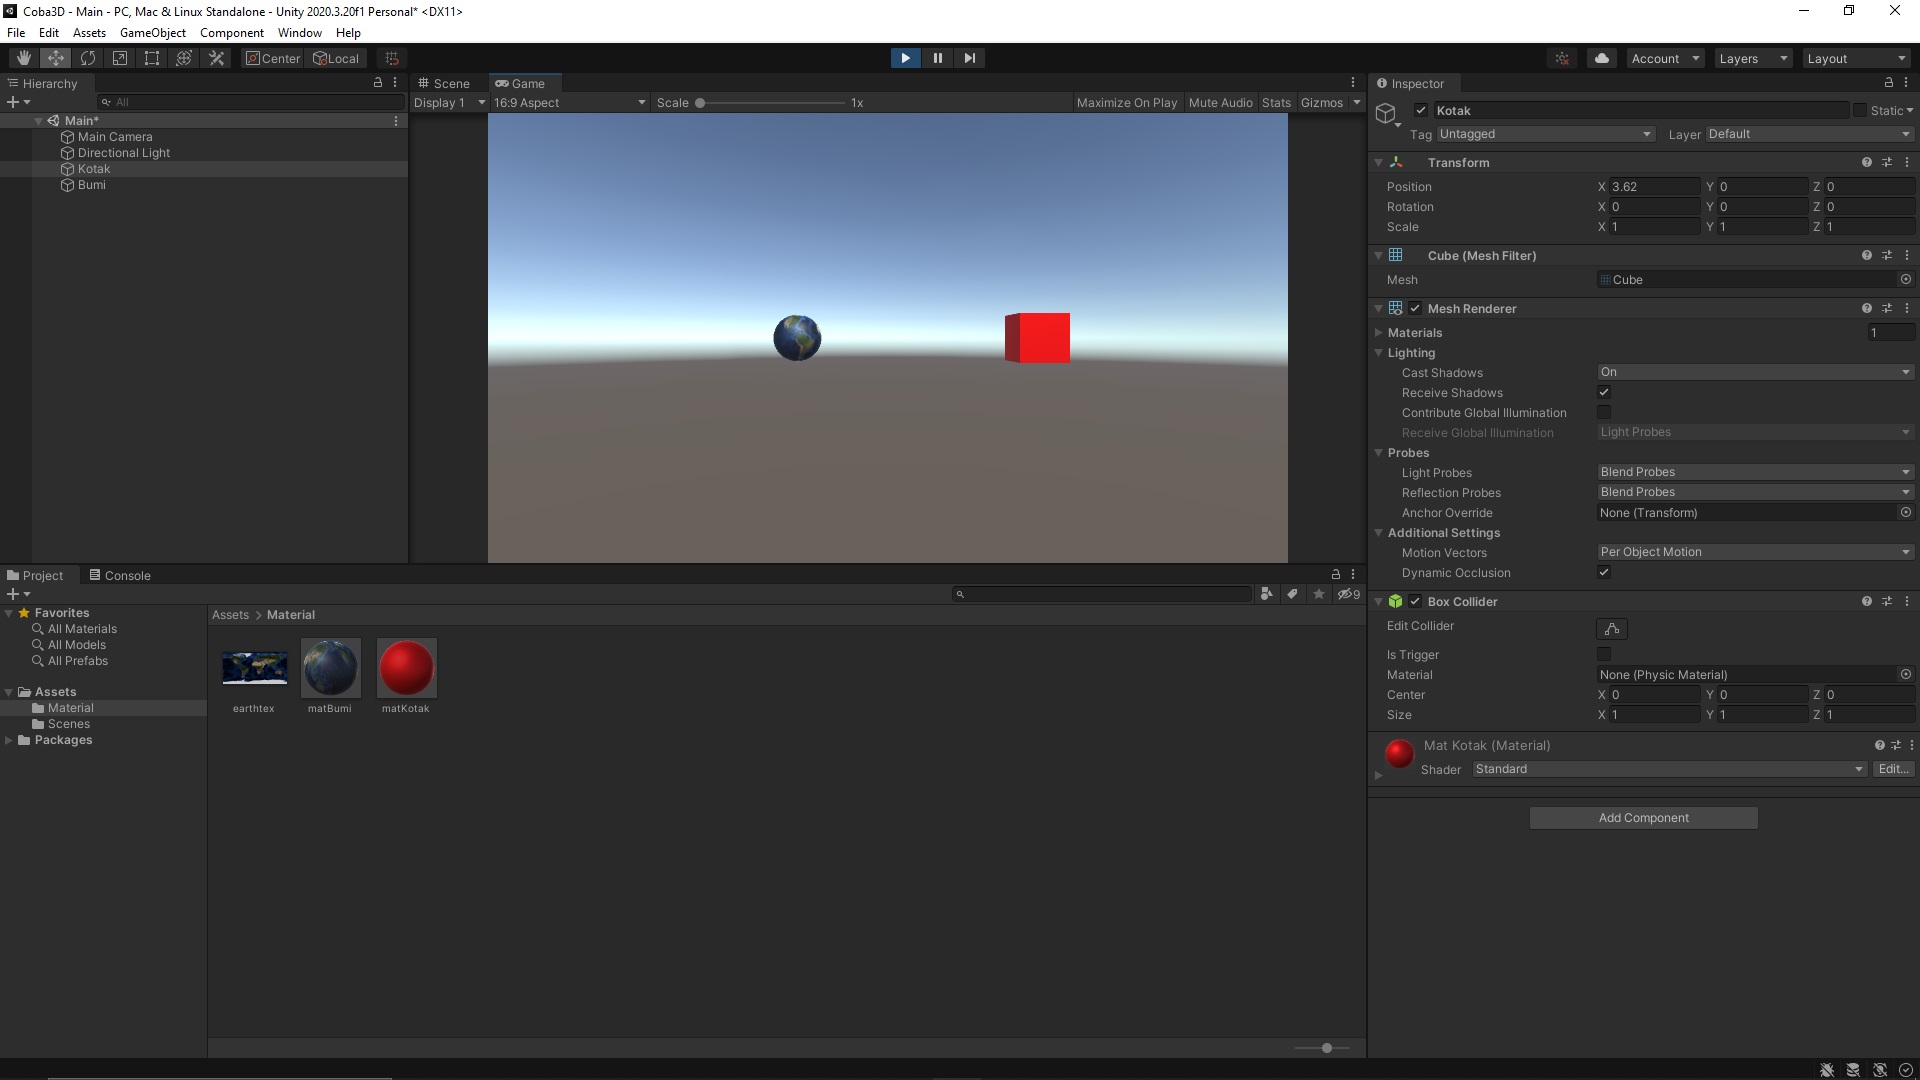 Coba3D - Main - PC, Mac & Linux Standalone - Unity 2020.3.20f1 Personal* <DX11>
File Edit Assets GameObject Component Window Help
Center Local Account Layers Layout
Hierarchy
All
Main*
Main Camera
Directional Light
Kotak
Bumi
Scene Game
Display 1 16:9 Aspect Scale 1x Maximize On Play Mute Audio Stats Gizmos
Inspector
Kotak Static
Tag Untagged Layer Default
Transform
Position X 3.62 Y 0 Z 0
Rotation X 0 Y 0 Z 0
Scale X 1 Y 1 Z 1
Cube (Mesh Filter)
Mesh Cube
Mesh Renderer
Materials 1
Lighting
Cast Shadows On
Receive Shadows
Contribute Global Illumination
Receive Global Illumination Light Probes
Probes
Light Probes Blend Probes
Reflection Probes Blend Probes
Anchor Override None (Transform)
Additional Settings
Motion Vectors Per Object Motion
Dynamic Occlusion
Box Collider
Edit Collider
Is Trigger
Material None (Physic Material)
Center X 0 Y 0 Z 0
Size X 1 Y 1 Z 1
Mat Kotak (Material)
Shader Standard Edit...
Add Component
Project Console
9
Favorites
All Materials
All Models
All Prefabs
Assets
Material
Scenes
Packages
Assets > Material
earthtex matBumi matKotak